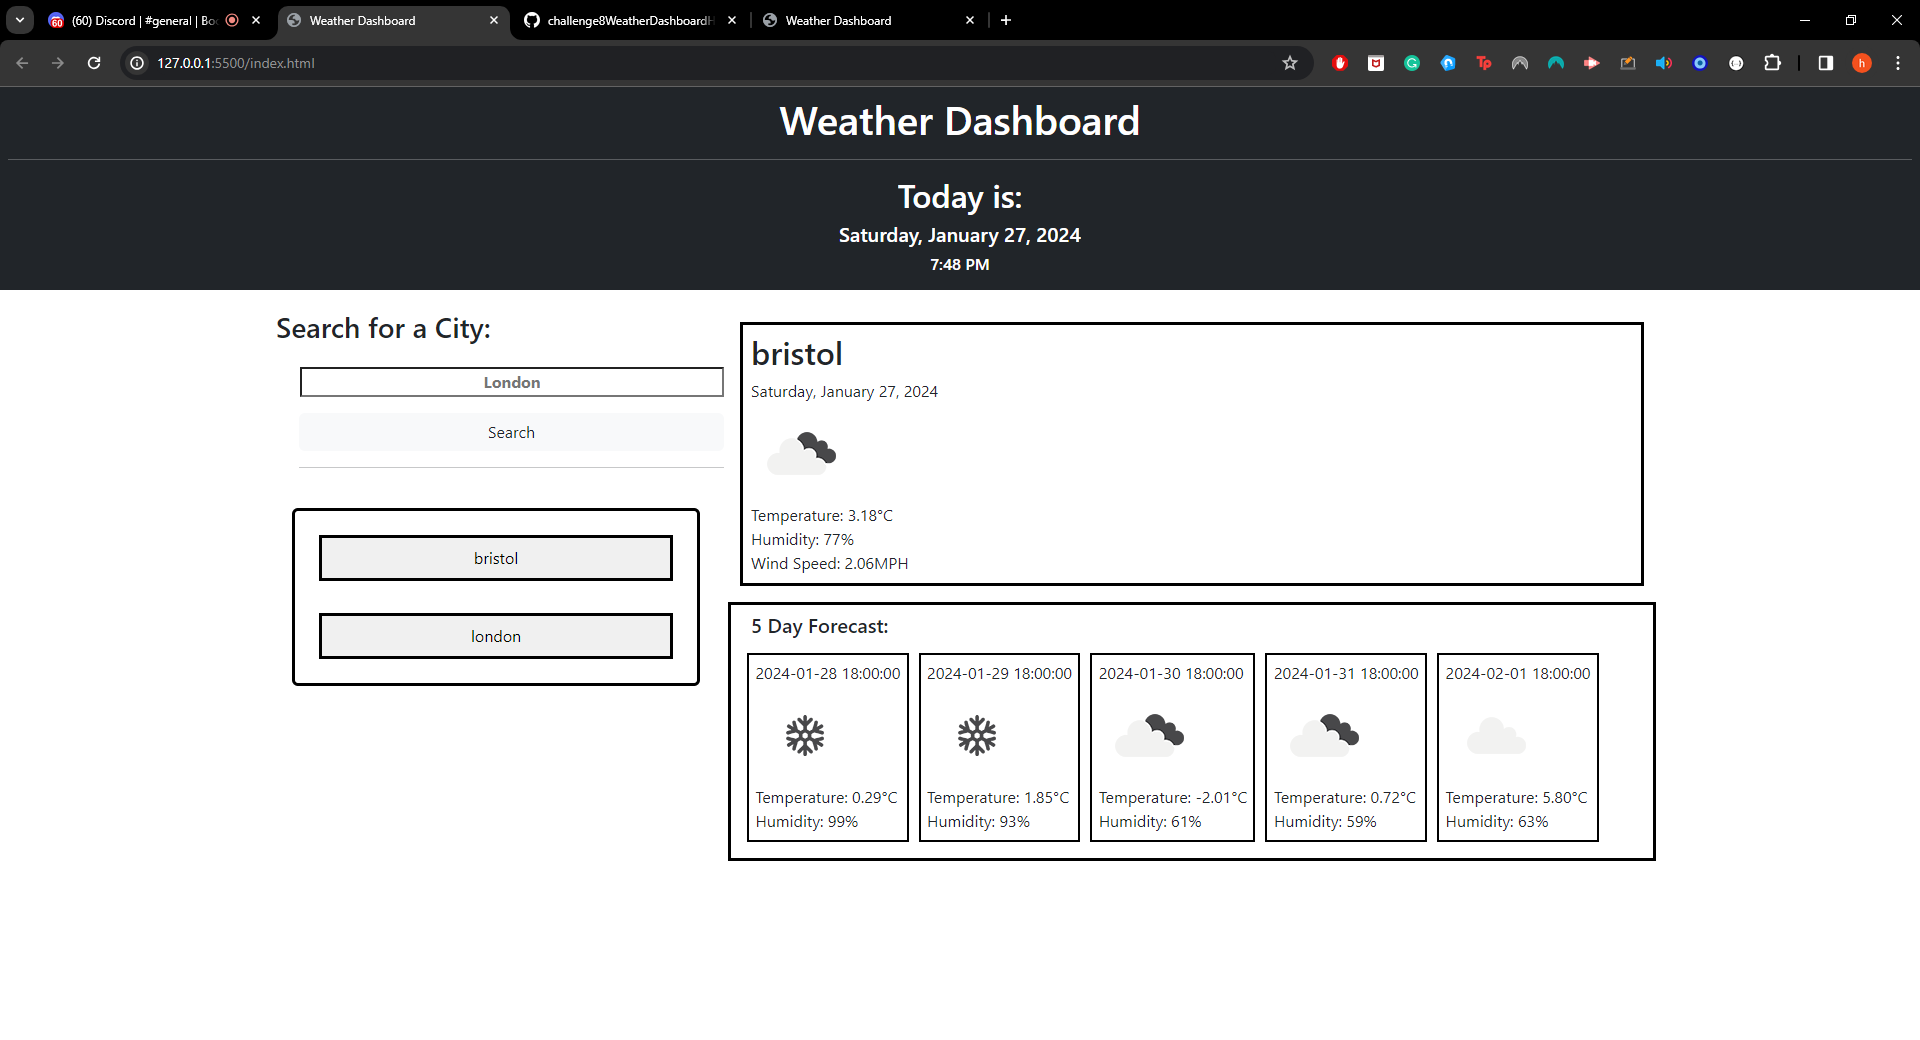 (60) Discord | #general | Boo
Weather Dashboard
challenge8WeatherDashboardH
Weather Dashboard
127.0.0.1:5500/index.html
Weather Dashboard
Today is:
Saturday, January 27, 2024
7:48 PM
Search for a City:
London
Search
bristol
london
bristol
Saturday, January 27, 2024
Temperature: 3.18°C
Humidity: 77%
Wind Speed: 2.06MPH
5 Day Forecast:
2024-01-28 18:00:00
Temperature: 0.29°C
Humidity: 99%
2024-01-29 18:00:00
Temperature: 1.85°C
Humidity: 93%
2024-01-30 18:00:00
Temperature: -2.01°C
Humidity: 61%
2024-01-31 18:00:00
Temperature: 0.72°C
Humidity: 59%
2024-02-01 18:00:00
Temperature: 5.80°C
Humidity: 63%